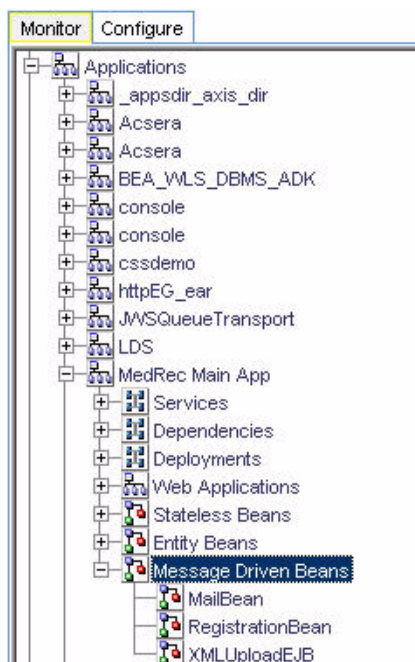 Monitor Configure
Applications
_appsdir_axis_dir
Acsera
Acsera
BEA_WLS_DBMS_ADK
console
console
cssdemo
httpEG_ear
JWSQueueTransport
LDS
MedRec Main App
Services
Dependencies
Deployments
Web Applications
Stateless Beans
Entity Beans
Message Driven Beans
MailBean
RegistrationBean
XMLUploadEJB